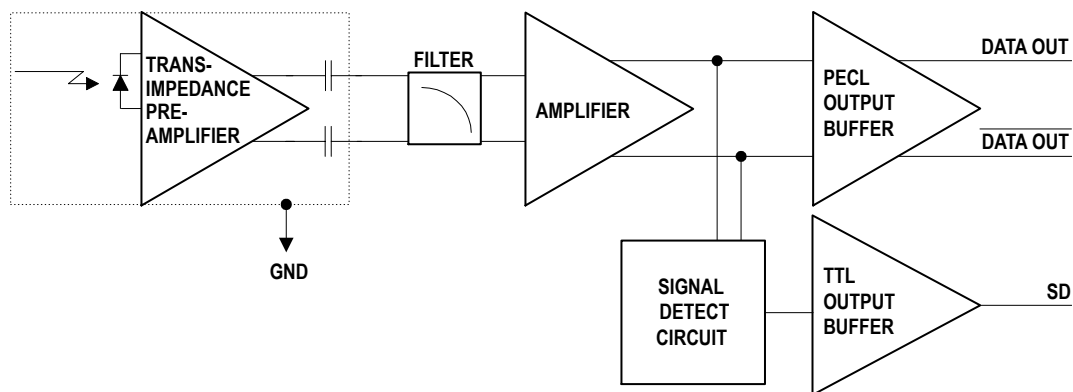 TRANS-
IMPEDANCE
PRE-
AMPLIFIER
GND
FILTER
AMPLIFIER
PECL
OUTPUT
BUFFER
DATA OUT
DATA OUT
SIGNAL
DETECT
CIRCUIT
TTL
OUTPUT
BUFFER
SD